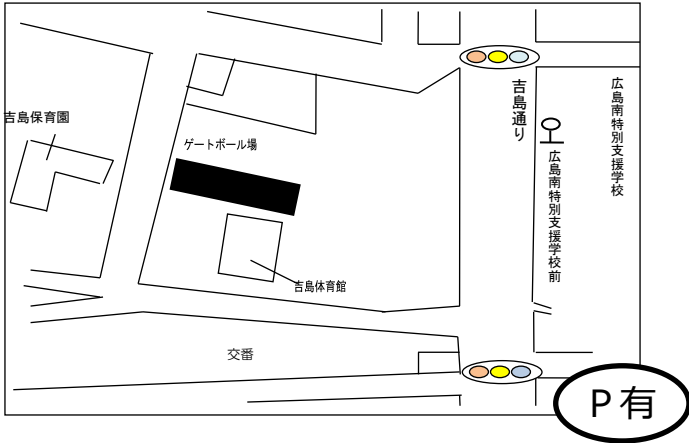 吉島保育園
ゲートボール場
吉島体育館
交番
吉島通り
広島南特別支援学校前
広島南特別支援学校
P有